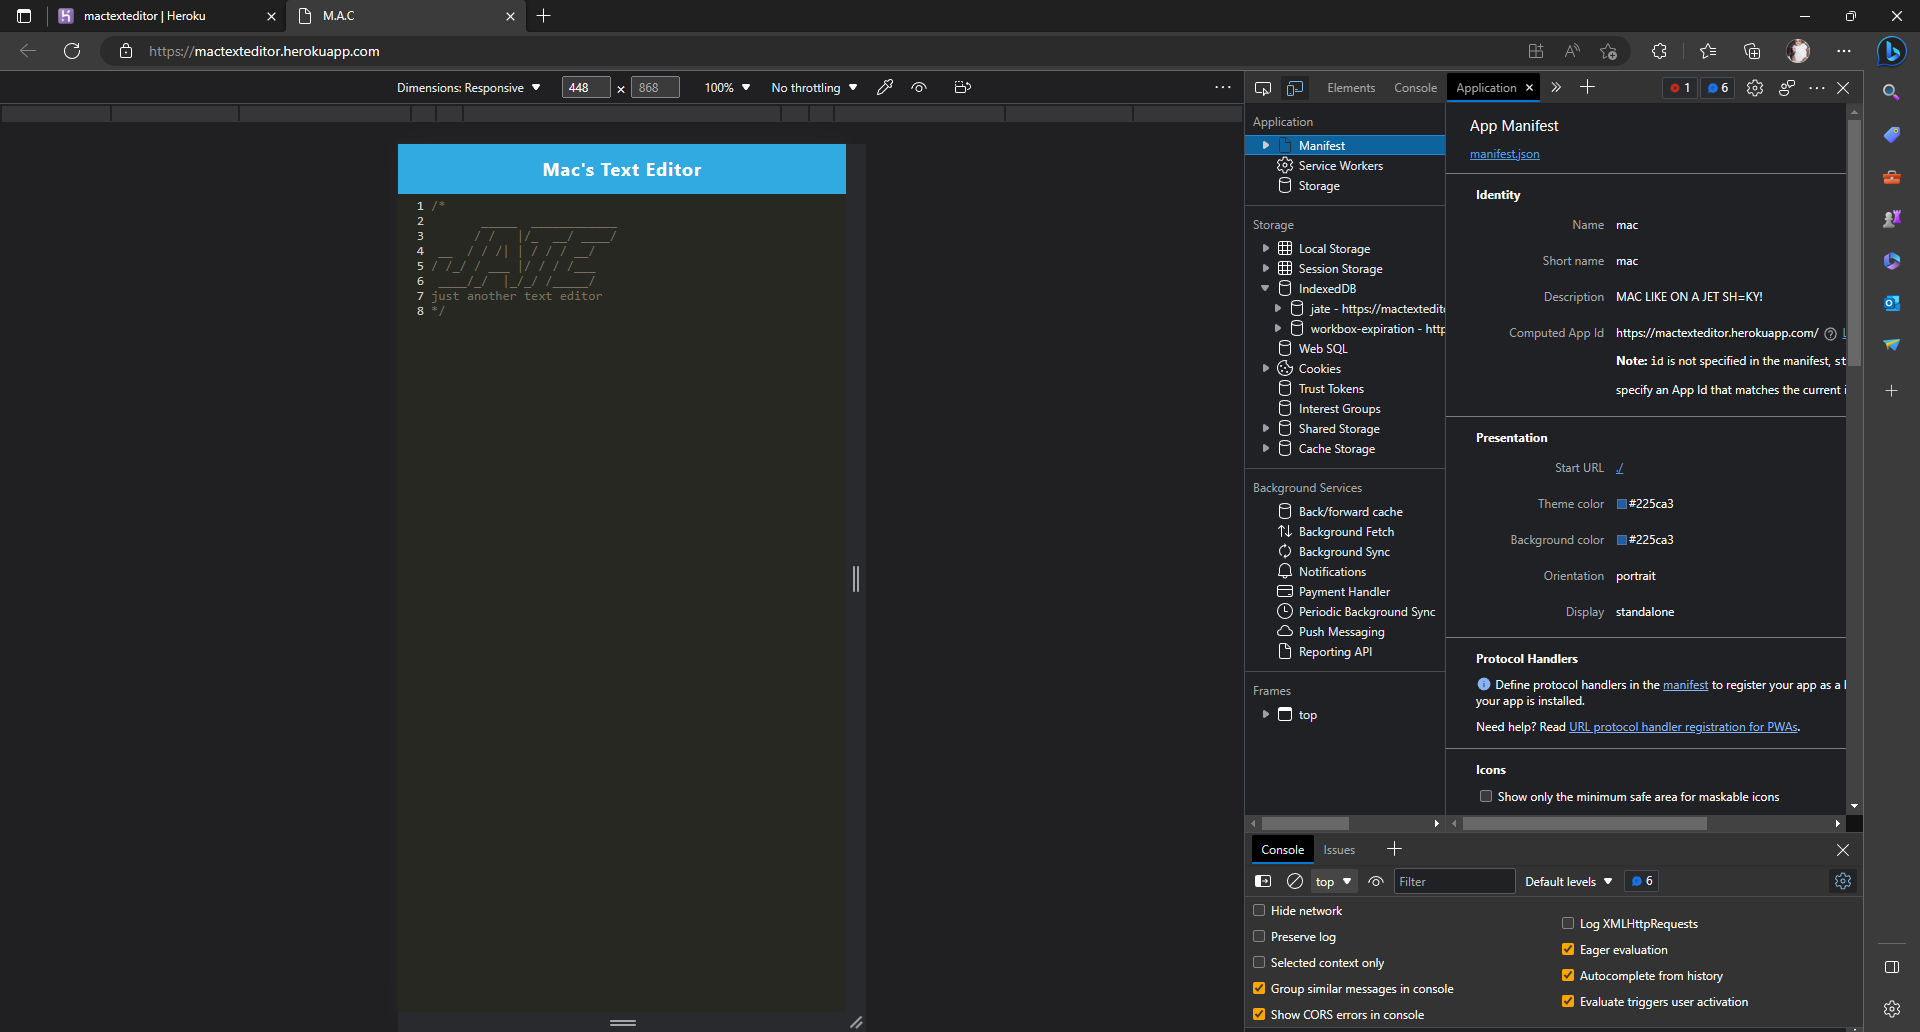 mactexteditor | Heroku
M.A.C
https://mactexteditor.herokuapp.com
Dimensions: Responsive
448 × 868
100%
No throttling
Mac's Text Editor
1 /*
2
3
4
5
6
7 just another text editor
8 */
Elements
Console
Application
1
6
Application
Manifest
Service Workers
Storage
Storage
Local Storage
Session Storage
IndexedDB
jate - https://mactextedit
workbox-expiration - http
Web SQL
Cookies
Trust Tokens
Interest Groups
Shared Storage
Cache Storage
Background Services
Back/forward cache
Background Fetch
Background Sync
Notifications
Payment Handler
Periodic Background Sync
Push Messaging
Reporting API
Frames
top
App Manifest
manifest.json
Identity
Name mac
Short name mac
Description MAC LIKE ON A JET SH=KY!
Computed App Id https://mactexteditor.herokuapp.com/
Note: id is not specified in the manifest, st
specify an App Id that matches the current i
Presentation
Start URL ./
Theme color #225ca3
Background color #225ca3
Orientation portrait
Display standalone
Protocol Handlers
Define protocol handlers in the manifest to register your app as a
your app is installed.
Need help? Read URL protocol handler registration for PWAs.
Icons
Show only the minimum safe area for maskable icons
Console
Issues
top
Filter
Default levels
6
Hide network
Preserve log
Selected context only
Group similar messages in console
Show CORS errors in console
Log XMLHttpRequests
Eager evaluation
Autocomplete from history
Evaluate triggers user activation